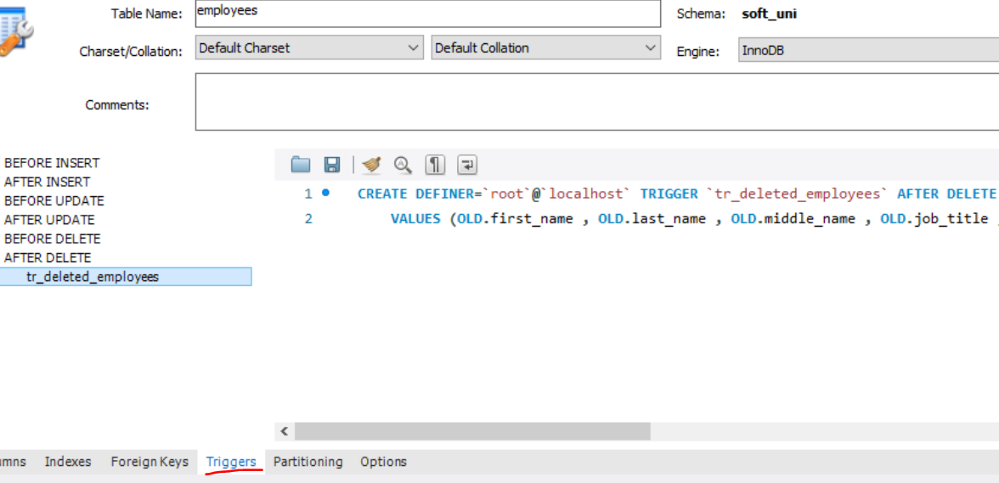 Table Name: employees Schema: soft_uni
Charset/Collation: Default Charset Default Collation Engine: InnoDB
Comments:
BEFORE INSERT
AFTER INSERT
BEFORE UPDATE
AFTER UPDATE
BEFORE DELETE
AFTER DELETE
tr_deleted_employees
1 CREATE DEFINER=`root`@`localhost` TRIGGER `tr_deleted_employees` AFTER DELETE
2 VALUES (OLD.first_name , OLD.last_name , OLD.middle_name , OLD.job_title ,
Indexes Foreign Keys Triggers Partitioning Options